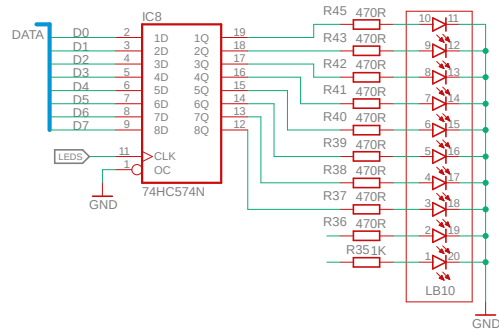 IC8
DATA
D0 2 1D 1Q 19 R45 470R 10 11
D1 3 2D 2Q 18 R43 470R 9 12
D2 4 3D 3Q 17 R42 470R 8 13
D3 5 4D 4Q 16 R41 470R 7 14
D4 6 5D 5Q 15 R40 470R 6 15
D5 7 6D 6Q 14 R39 470R 5 16
D6 8 7D 7Q 13 R38 470R 4 17
D7 9 8D 8Q 12 R37 470R 3 18
LEDS 11 CLK R36 470R 2 19
1 OC R35 1K 1 20
GND 74HC574N
LB10
GND